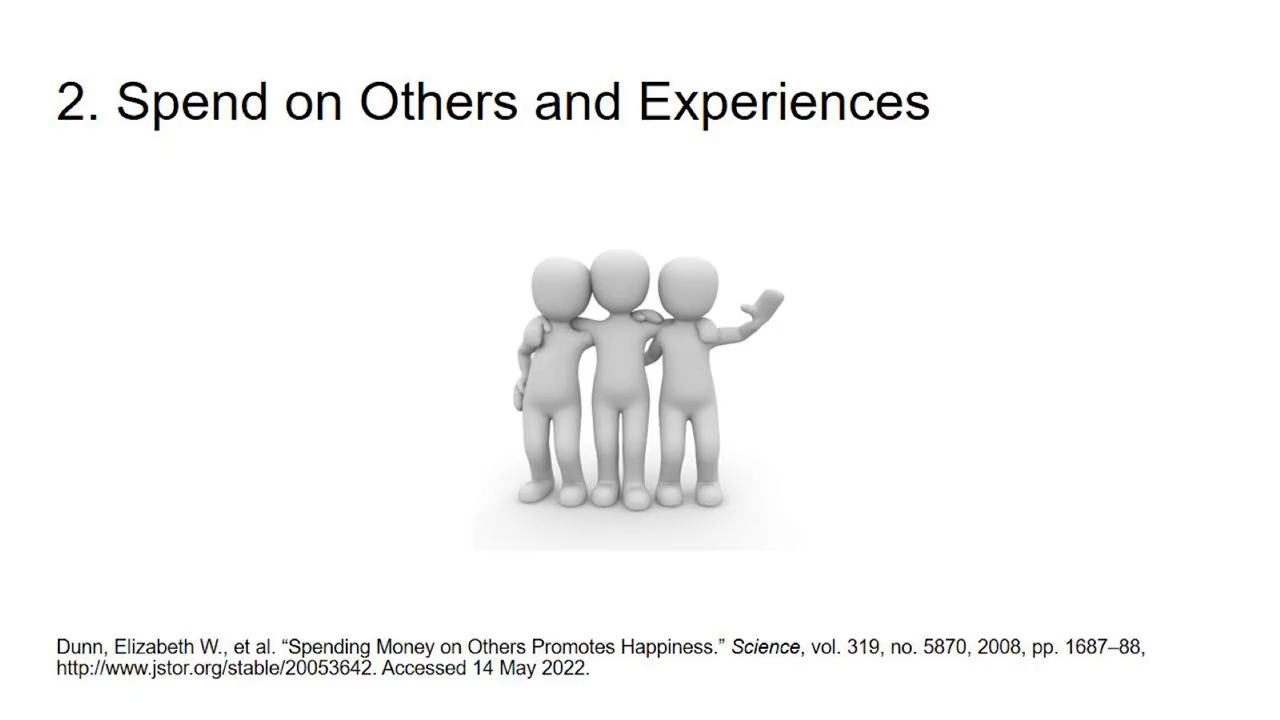 2. Spend on Others and Experiences
Dunn, Elizabeth W., et al. “Spending Money on Others Promotes Happiness.” Science, vol. 319, no. 5870, 2008, pp. 1687–88,
http://www.jstor.org/stable/20053642. Accessed 14 May 2022.